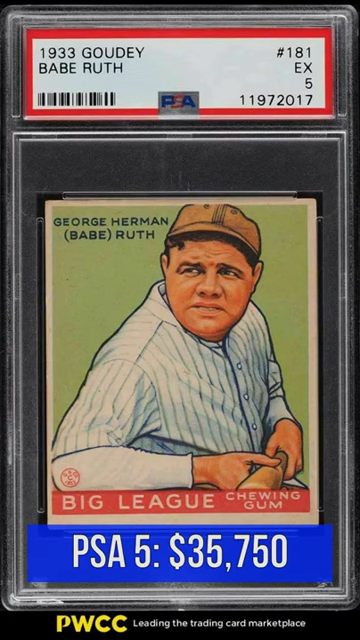 1933 GOUDEY #181
BABE RUTH EX
5
PSA 11972017
GEORGE HERMAN
(BABE) RUTH
BIG LEAGUE CHEWING GUM
PSA 5: $35,750
PWCC Leading the trading card marketplace